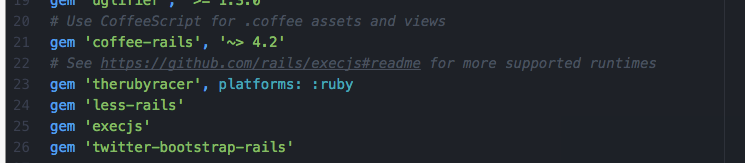 19 gem 'uglifier', '>= 1.3.0'
20 # Use CoffeeScript for .coffee assets and views
21 gem 'coffee-rails', '~> 4.2'
22 # See https://github.com/rails/execjs#readme for more supported runtimes
23 gem 'therubyracer', platforms: :ruby
24 gem 'less-rails'
25 gem 'execjs'
26 gem 'twitter-bootstrap-rails'